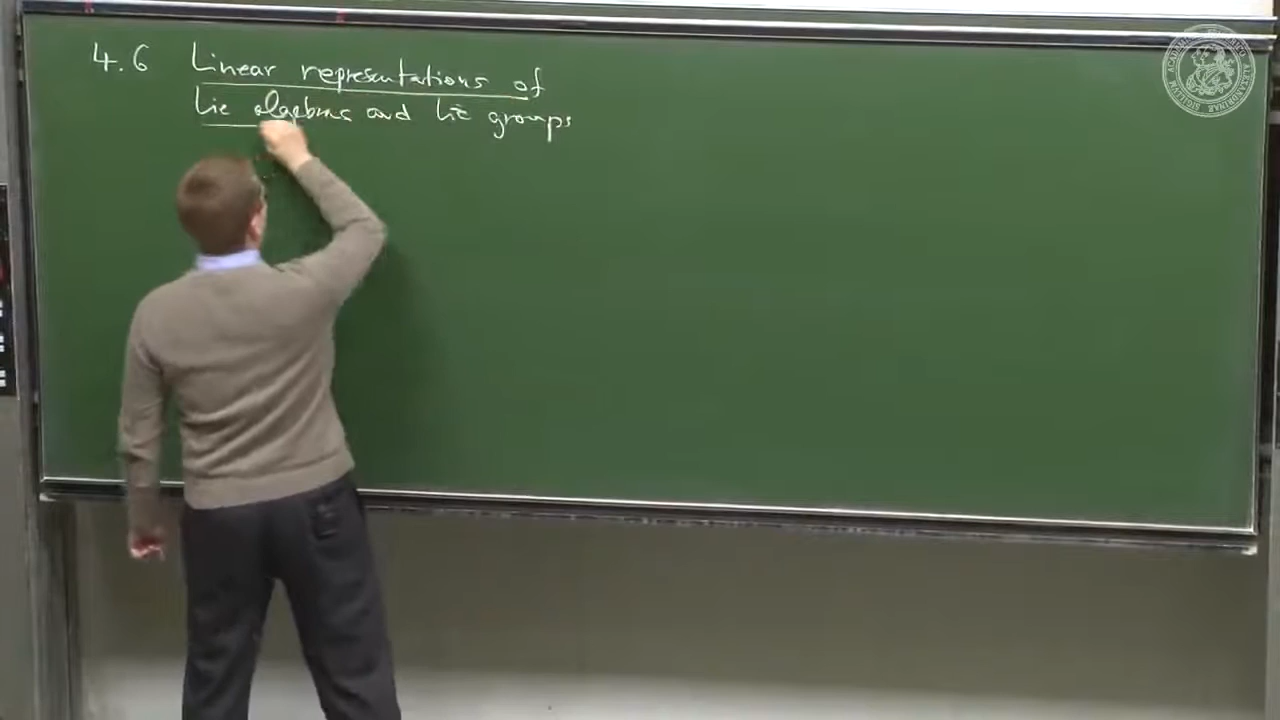 4.6 Linear representations of
Lie algebras and Lie groups